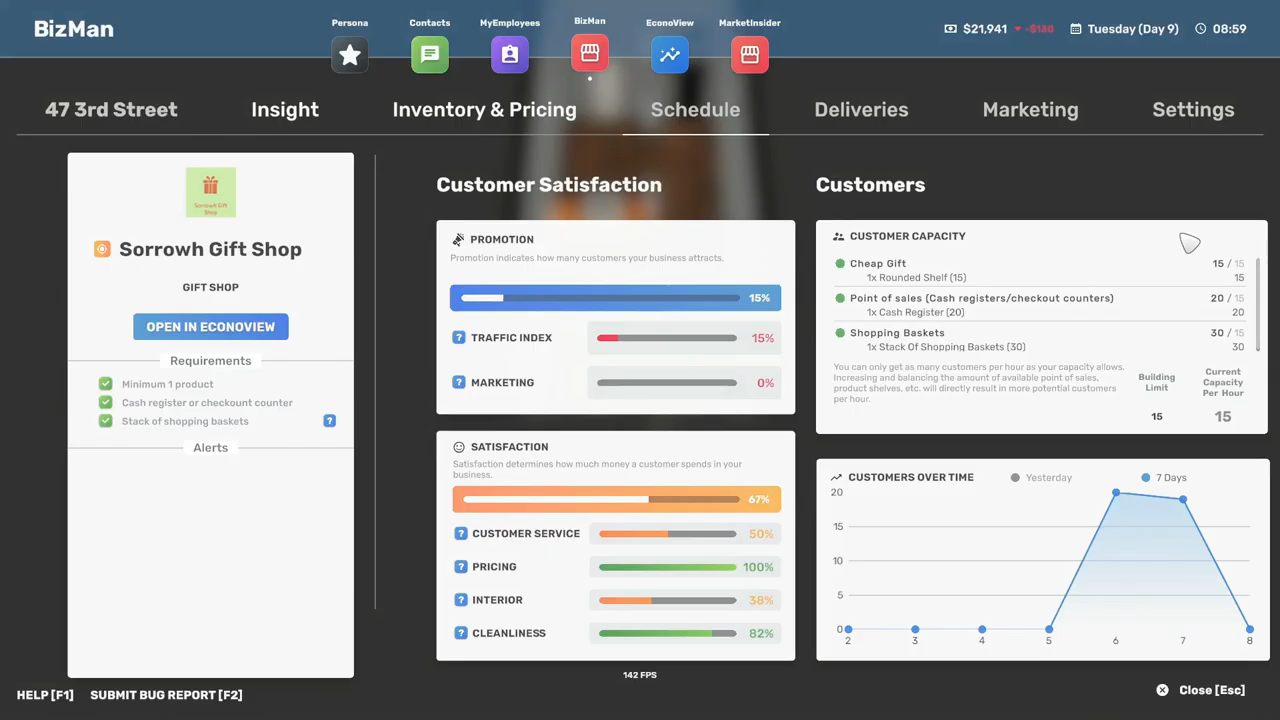 BizMan
Persona
Contacts
MyEmployees
BizMan
EconoView
MarketInsider
$21,941 -$130
Tuesday (Day 9)
08:59
47 3rd Street
Insight
Inventory & Pricing
Schedule
Deliveries
Marketing
Settings
Sorrowh Gift Shop
Sorrowh Gift Shop
GIFT SHOP
OPEN IN ECONOVIEW
Requirements
Minimum 1 product
Cash register or checkount counter
Stack of shopping baskets ?
Alerts
Customer Satisfaction
PROMOTION
Promotion indicates how many customers your business attracts.
15%
? TRAFFIC INDEX 15%
? MARKETING 0%
SATISFACTION
Satisfaction determines how much money a customer spends in your
business.
67%
? CUSTOMER SERVICE 50%
? PRICING 100%
? INTERIOR 38%
? CLEANLINESS 82%
Customers
CUSTOMER CAPACITY
Cheap Gift 15 / 15
1x Rounded Shelf (15) 15
Point of sales (Cash registers/checkout counters) 20 / 15
1x Cash Register (20) 20
Shopping Baskets 30 / 15
1x Stack Of Shopping Baskets (30) 30
You can only get as many customers per hour as your capacity allows.
Increasing and balancing the amount of available point of sales,
product shelves, etc. will directly result in more potential customers
per hour.
Building
Limit
15
Current
Capacity
Per Hour
15
CUSTOMERS OVER TIME
Yesterday
7 Days
20
15
10
5
0
2 3 4 5 6 7 8
142 FPS
HELP [F1]
SUBMIT BUG REPORT [F2]
Close [Esc]